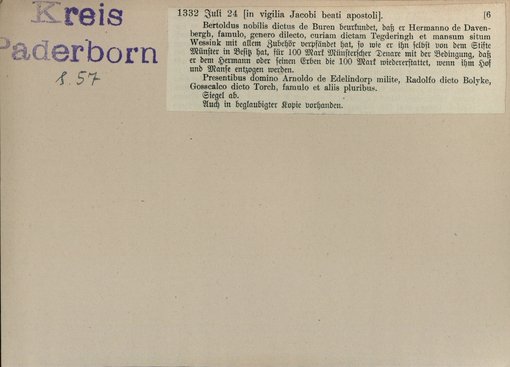 Kreis
Paderborn
S. 57
1332 Juli 24 [in vigilia Jacobi beati apostoli]. [6
Bertoldus nobilis dictus de Buren beurkundet, daß er Hermanno de Daven-
bergh, famulo, genero dilecto, curiam dictam Tegderingh et mansum situm
Wessink mit allem Zubehör verpfändet hat, so wie er ihn selbst von dem Stifte
Münster in Besitz hat, für 100 Mark Münsterscher Denare mit der Bedingung, daß
er dem Hermann oder seinen Erben die 100 Mark wiedererstattet, wenn ihm Hof
und Manse entzogen werden.
Presentibus domino Arnoldo de Edelindorp milite, Radolfo dicto Bolyke,
Gosscalco dicto Torch, famulo et aliis pluribus.
Siegel ab.
Auch in beglaubigter Kopie vorhanden.